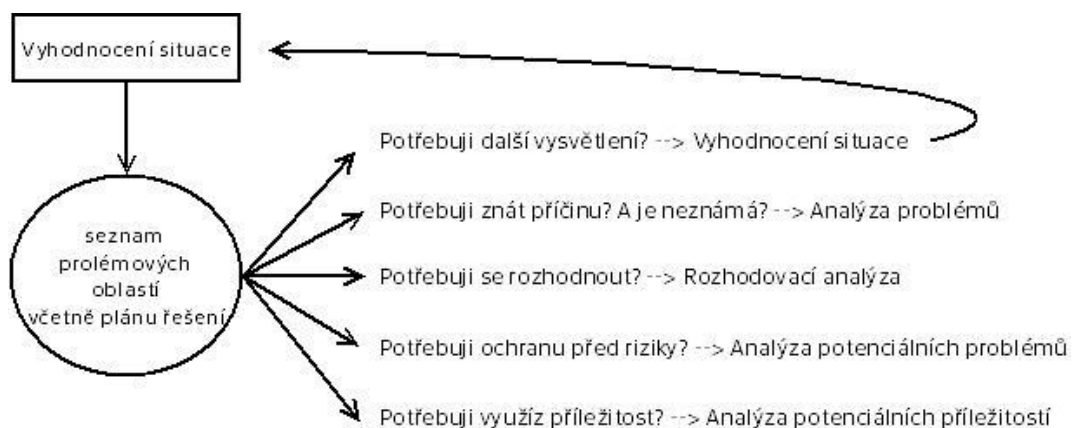 Vyhodnocení situace
Potřebuji další vysvětlení? --> Vyhodnocení situace
Potřebuji znát příčinu? A je neznámá? --> Analýza problémů
seznam
prolémových
oblastí
včetně plánu řešení
Potřebuji se rozhodnout? --> Rozhodovací analýza
Potřebuji ochranu před riziky? --> Analýza potenciálních problémů
Potřebuji využíz příležitost? --> Analýza potenciálních příležitostí